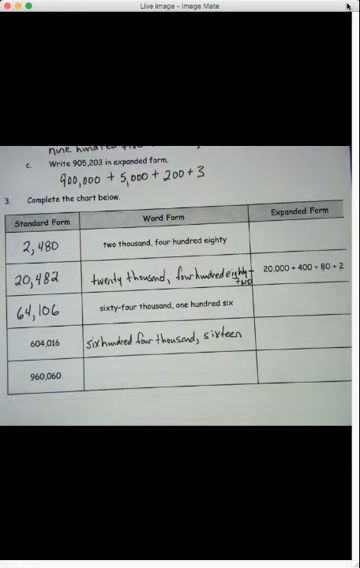 Live Image - Image Mate
nine hundred five
c. Write 905,203 in expanded form.
900,000 + 5,000 + 200 + 3
3. Complete the chart below.
Standard Form Word Form Expanded Form
2,480 two thousand, four hundred eighty
20,482 twenty thousand, four hundred eighty-two 20,000 + 400 + 80 + 2
64,106 sixty-four thousand, one hundred six
604,016 six hundred four thousand, sixteen
960,060